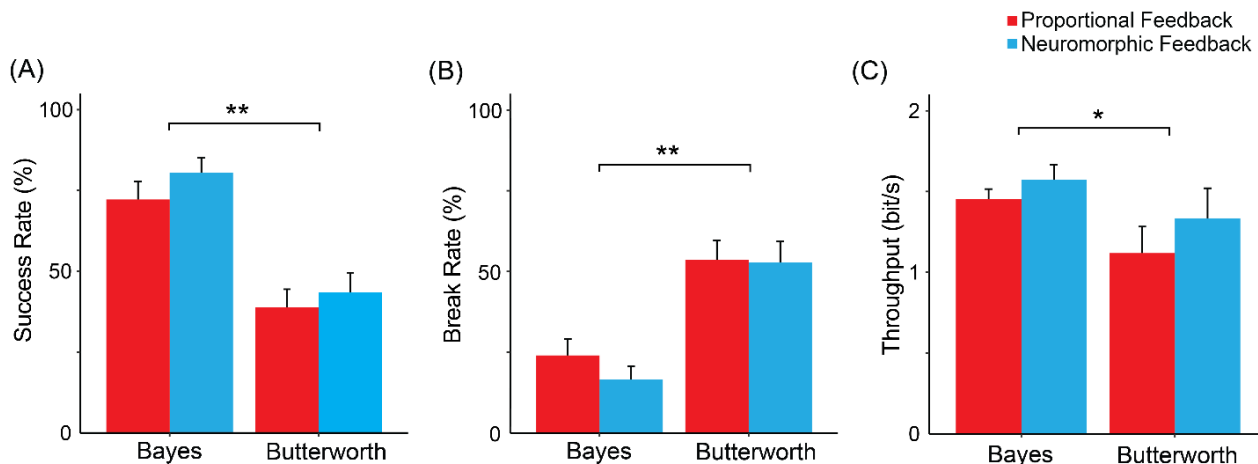 Proportional Feedback
Neuromorphic Feedback
(A)
Success Rate (%)
100
50
0
**
Bayes
Butterworth
(B)
Break Rate (%)
100
50
0
**
Bayes
Butterworth
(C)
Throughput (bit/s)
2
1
0
*
Bayes
Butterworth